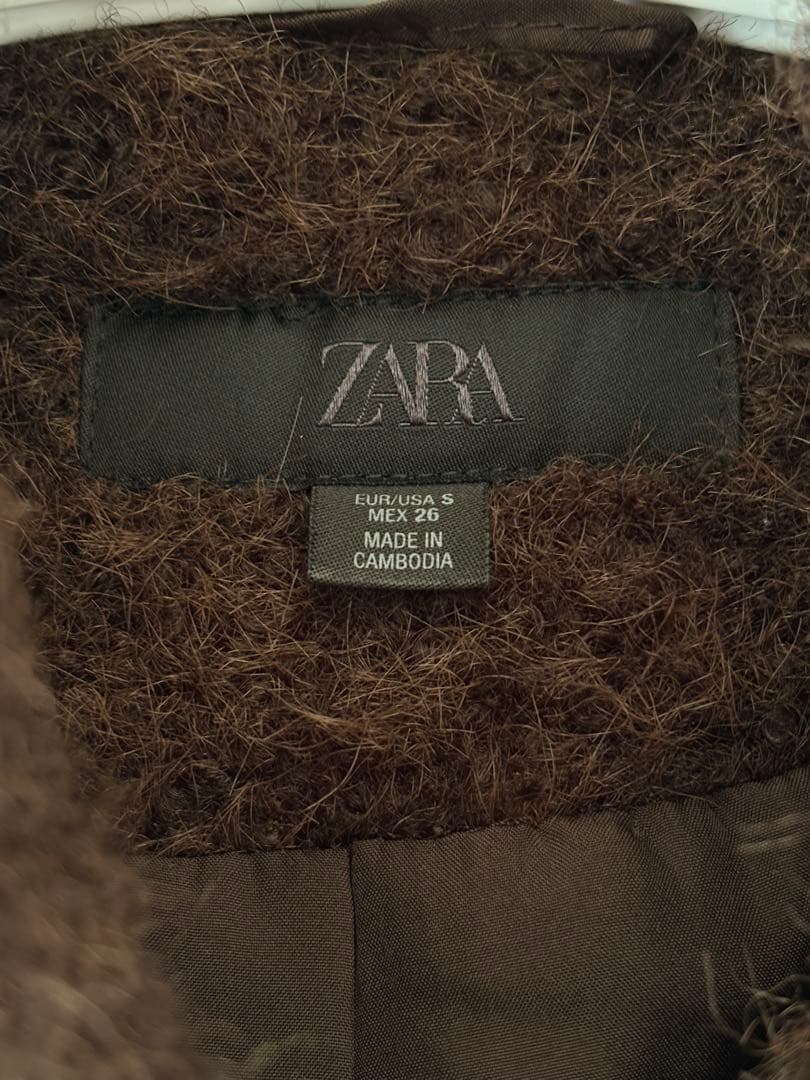 ZARA
EUR/USA S
MEX 26
MADE IN
CAMBODIA